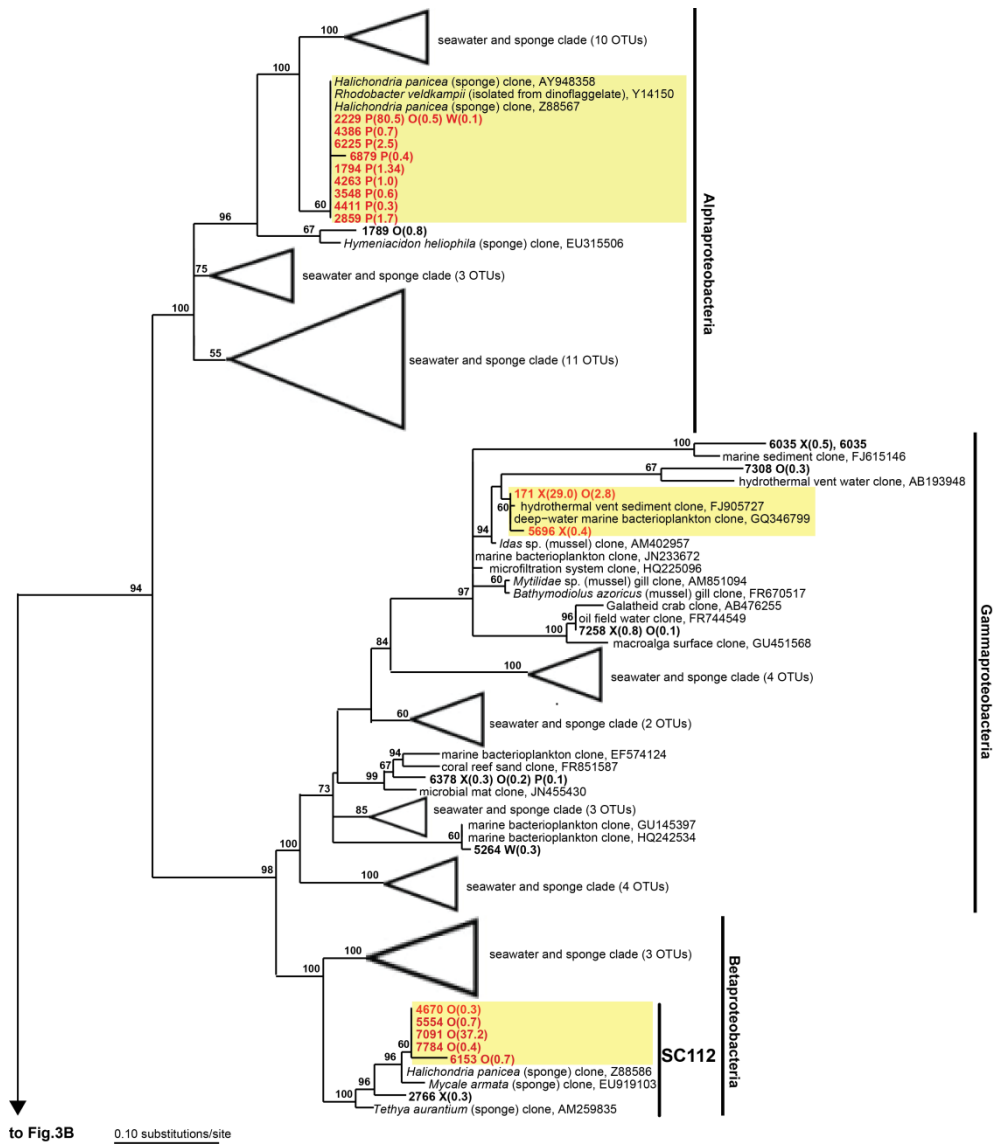 100
seawater and sponge clade (10 OTUs)
100
Halichondria panicea (sponge) clone, AY948358
Rhodobacter veldkampii (isolated from dinoflaggelate), Y14150
Halichondria panicea (sponge) clone, Z88567
2229 P(80.5) O(0.5) W(0.1)
4386 P(0.7)
6225 P(2.5)
6879 P(0.4)
1794 P(1.34)
4263 P(1.0)
3548 P(0.6)
4411 P(0.3)
60
2859 P(1.7)
96
67
1789 O(0.8)
Hymeniacidon heliophila (sponge) clone, EU315506
75
seawater and sponge clade (3 OTUs)
100
55
seawater and sponge clade (11 OTUs)
Alphaproteobacteria
100
6035 X(0.5), 6035
marine sediment clone, FJ615146
67
7308 O(0.3)
hydrothermal vent water clone, AB193948
171 X(29.0) O(2.8)
60
hydrothermal vent sediment clone, FJ905727
deep-water marine bacterioplankton clone, GQ346799
94
5696 X(0.4)
Idas sp. (mussel) clone, AM402957
marine bacterioplankton clone, JN233672
microfiltration system clone, HQ225096
60
Mytilidae sp. (mussel) gill clone, AM851094
97
Bathymodiolus azoricus (mussel) gill clone, FR670517
Galatheid crab clone, AB476255
96
oil field water clone, FR744549
7258 X(0.8) O(0.1)
100
macroalga surface clone, GU451568
94
84
100
seawater and sponge clade (4 OTUs)
60
seawater and sponge clade (2 OTUs)
94
marine bacterioplankton clone, EF574124
67
coral reef sand clone, FR851587
99
6378 X(0.3) O(0.2) P(0.1)
microbial mat clone, JN455430
73
85
seawater and sponge clade (3 OTUs)
marine bacterioplankton clone, GU145397
60
marine bacterioplankton clone, HQ242534
5264 W(0.3)
100
98
100
seawater and sponge clade (4 OTUs)
Gammaproteobacteria
100
100
seawater and sponge clade (3 OTUs)
4670 O(0.3)
5554 O(0.7)
7091 O(37.2)
7784 O(0.4)
60
6153 O(0.7)
Halichondria panicea (sponge) clone, Z88586
96
Mycale armata (sponge) clone, EU919103
96
2766 X(0.3)
100
Tethya aurantium (sponge) clone, AM259835
SC112
Betaproteobacteria
to Fig.3B
0.10 substitutions/site